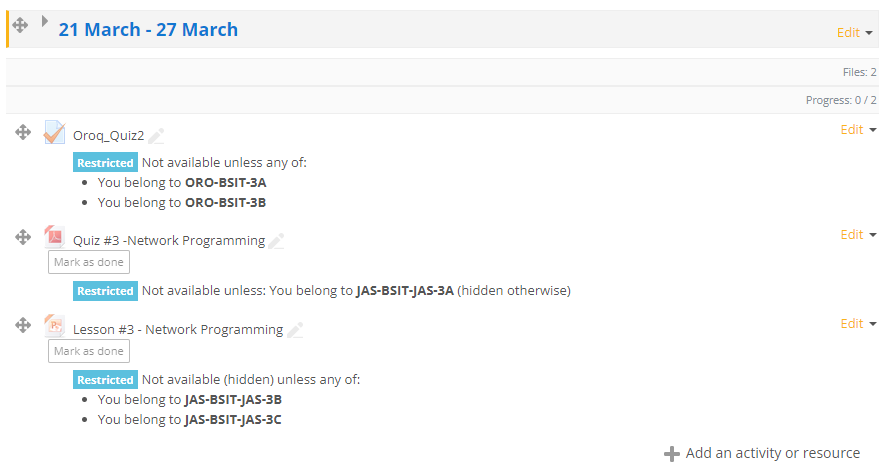 21 March - 27 March
Edit
Files: 2
Progress: 0 / 2
Oroq_Quiz2
Edit
Restricted Not available unless any of:
• You belong to ORO-BSIT-3A
• You belong to ORO-BSIT-3B
Quiz #3 -Network Programming
Edit
Mark as done
Restricted Not available unless: You belong to JAS-BSIT-JAS-3A (hidden otherwise)
Lesson #3 - Network Programming
Edit
Mark as done
Restricted Not available (hidden) unless any of:
• You belong to JAS-BSIT-JAS-3B
• You belong to JAS-BSIT-JAS-3C
Add an activity or resource